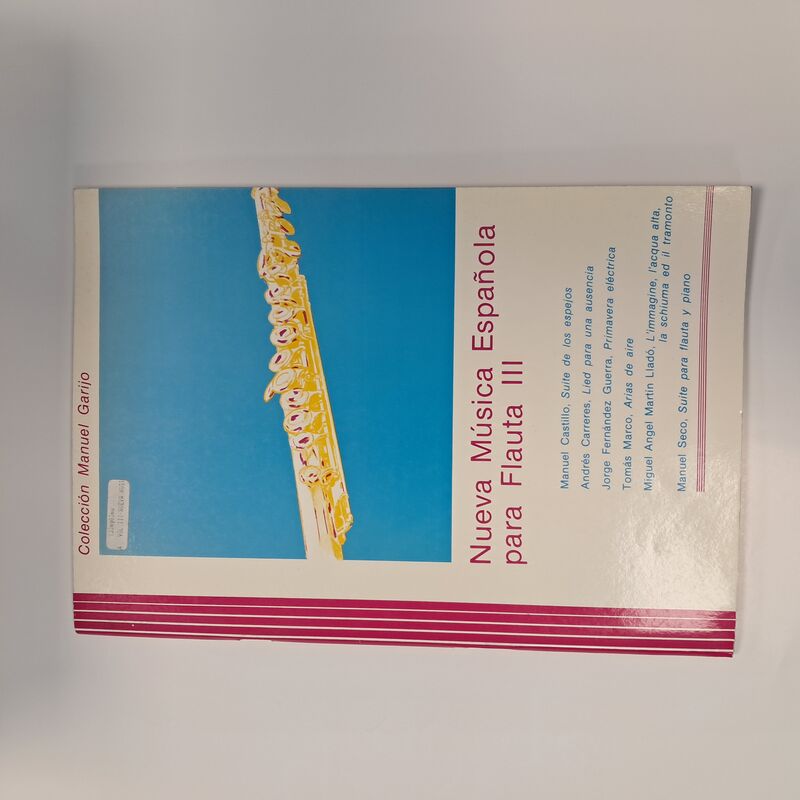 Colección Manuel Garijo
Nueva Música Española
para Flauta III
Manuel Castillo, Suite de los espejos
Andrés Carreres, Lied para una ausencia
Jorge Fernández Guerra, Primavera eléctrica
Tomás Marco, Arias de aire
Miguel Angel Martín Lladó, L'immagine, l'acqua alta,
la schiuma ed il tramonto
Manuel Seco, Suite para flauta y piano